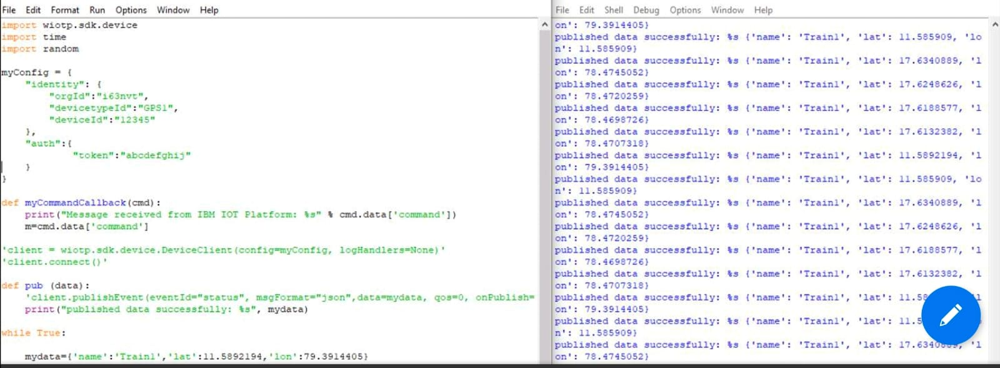 File Edit Format Run Options Window Help
import wiotp.sdk.device
import time
import random
myConfig = {
"identity": {
"orgId":"i63nvt",
"devicetypeId":"GPS1",
"deviceId":"12345"
},
"auth":{
"token":"abcdefghij"
}
}
def myCommandCallback(cmd):
print("Message received from IBM IOT Platform: %s" % cmd.data['command'])
m=cmd.data['command']
'client = wiotp.sdk.device.DeviceClient(config=myConfig, logHandlers=None)'
'client.connect()'
def pub (data):
'client.publishEvent(eventId="status", msgFormat="json",data=mydata, qos=0, onPublish=
print("published data successfully: %s", mydata)
while True:
mydata={'name':'Train1','lat':11.5892194,'lon':79.3914405}
File Edit Shell Debug Options Window Help
on': 79.3914405}
published data successfully: %s {'name': 'Train1', 'lat': 11.585909, 'lo
n': 11.585909}
published data successfully: %s {'name': 'Train1', 'lat': 17.6340889, 'l
on': 78.4745052}
published data successfully: %s {'name': 'Train1', 'lat': 17.6248626, 'l
on': 78.4720259}
published data successfully: %s {'name': 'Train1', 'lat': 17.6188577, 'l
on': 78.4698726}
published data successfully: %s {'name': 'Train1', 'lat': 17.6132382, 'l
on': 78.4707318}
published data successfully: %s {'name': 'Train1', 'lat': 11.5892194, 'l
on': 79.3914405}
published data successfully: %s {'name': 'Train1', 'lat': 11.585909, 'lo
n': 11.585909}
published data successfully: %s {'name': 'Train1', 'lat': 17.6340889, 'l
on': 78.4745052}
published data successfully: %s {'name': 'Train1', 'lat': 17.6248626, 'l
on': 78.4720259}
published data successfully: %s {'name': 'Train1', 'lat': 17.6188577, 'l
on': 78.4698726}
published data successfully: %s {'name': 'Train1', 'lat': 17.6132382, 'l
on': 78.4707318}
published data successfully: %s {'name': 'Train1', 'lat': 11.58 l
on': 79.3914405}
published data successfully: %s {'name': 'Train1', 'lat': 11.5
n': 11.585909}
published data successfully: %s {'name': 'Train1', 'lat': 17.6340889, 'l
on': 78.4745052}